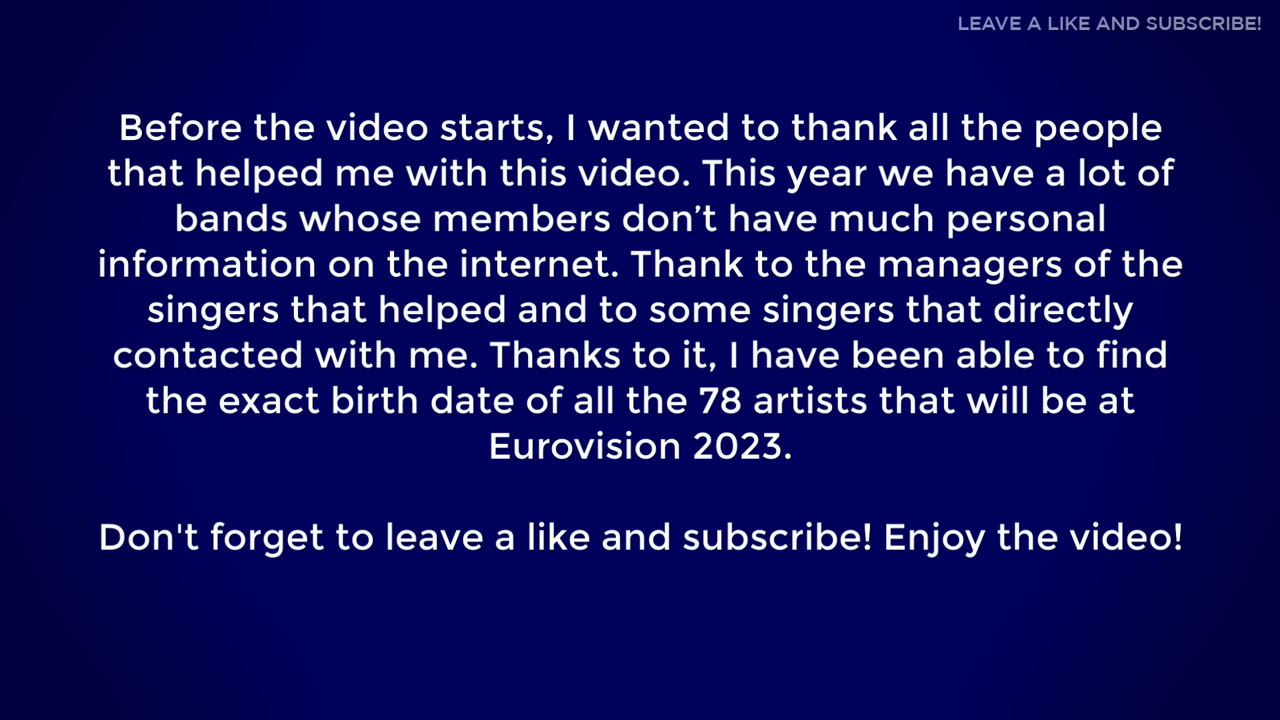 LEAVE A LIKE AND SUBSCRIBE!
Before the video starts, I wanted to thank all the people
that helped me with this video. This year we have a lot of
bands whose members don’t have much personal
information on the internet. Thank to the managers of the
singers that helped and to some singers that directly
contacted with me. Thanks to it, I have been able to find
the exact birth date of all the 78 artists that will be at
Eurovision 2023.
Don't forget to leave a like and subscribe! Enjoy the video!